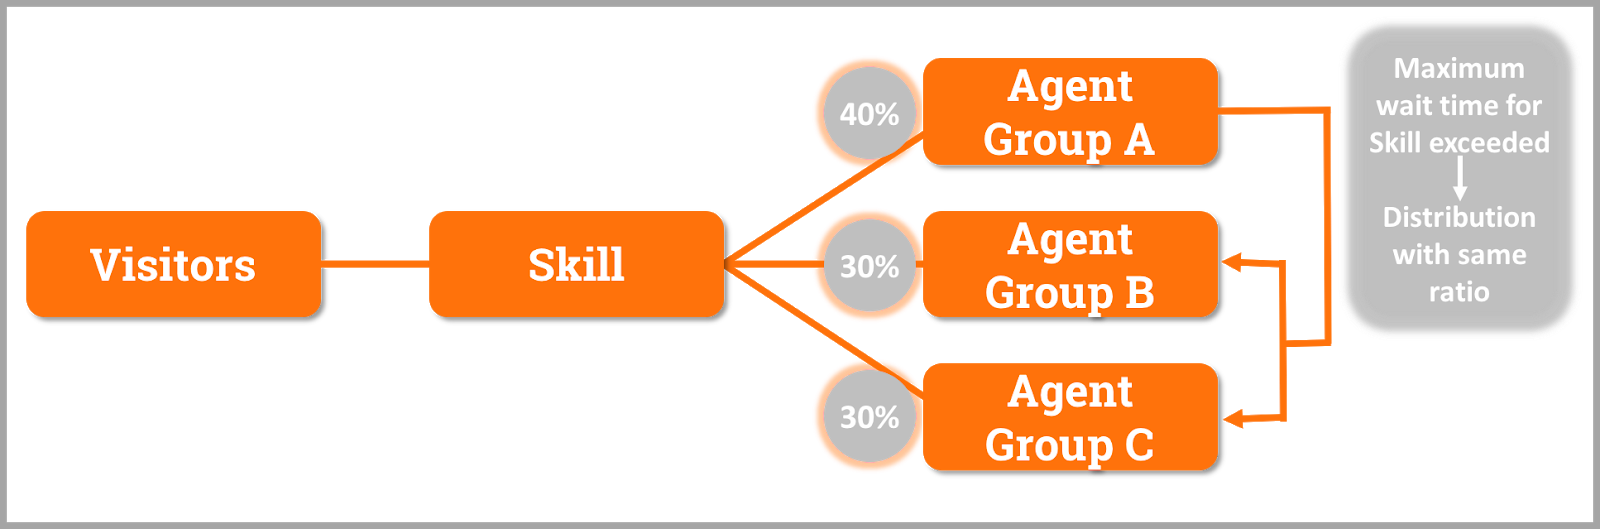 Visitors
Skill
40%
Agent
Group A
30%
Agent
Group B
30%
Agent
Group C
Maximum
wait time for
Skill exceeded
Distribution
with same
ratio